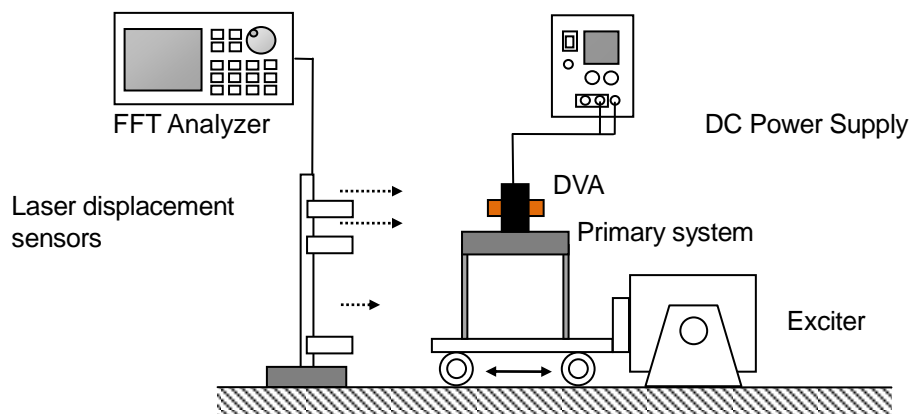 FFT Analyzer
DC Power Supply
Laser displacement
sensors
DVA
Primary system
Exciter